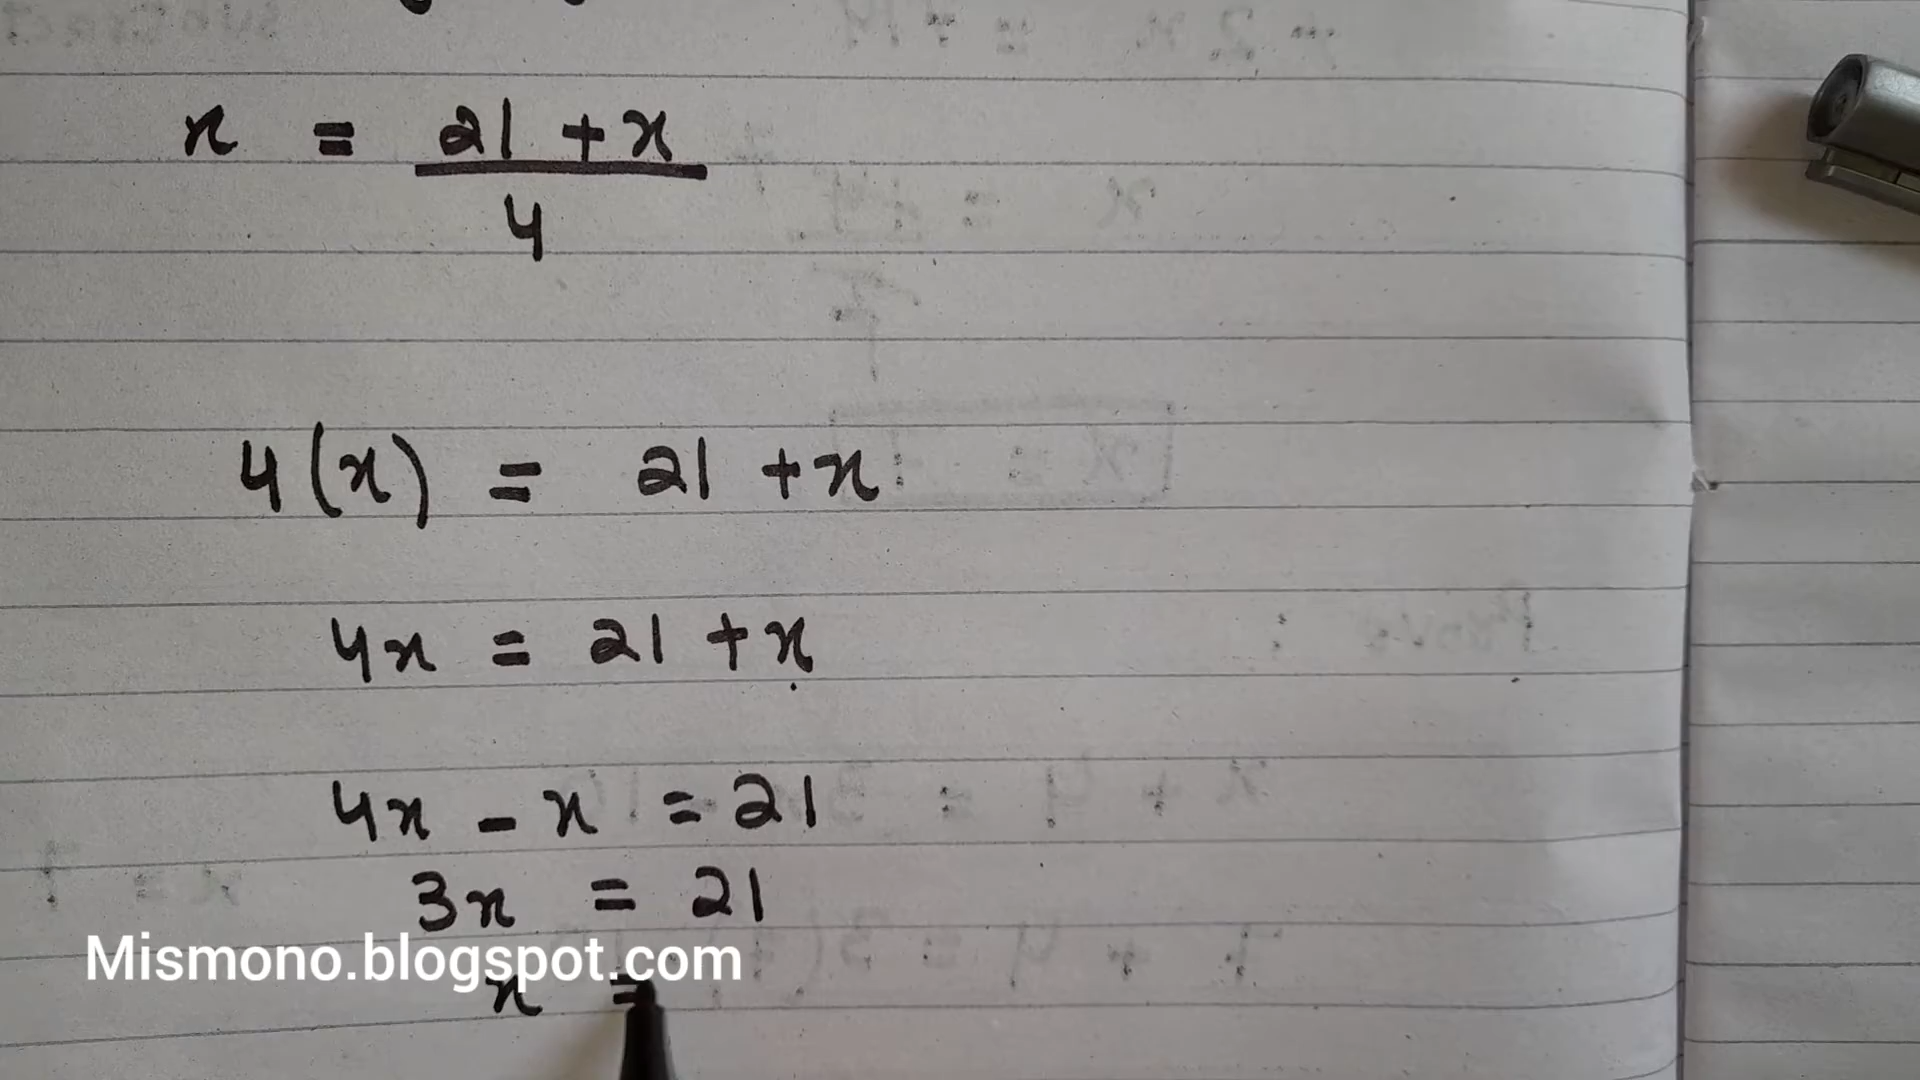 x = 21 + x
4
4(x) = 21 + x
4x = 21 + x
4x - x = 21
3x = 21
Mismono.blogspot.com
x =